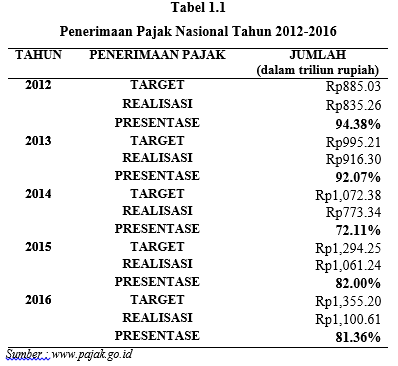 Tabel 1.1
Penerimaan Pajak Nasional Tahun 2012-2016
TAHUN PENERIMAAN PAJAK JUMLAH
(dalam triliun rupiah)
2012 TARGET Rp885.03
REALISASI Rp835.26
PRESENTASE 94.38%
2013 TARGET Rp995.21
REALISASI Rp916.30
PRESENTASE 92.07%
2014 TARGET Rp1,072.38
REALISASI Rp773.34
PRESENTASE 72.11%
2015 TARGET Rp1,294.25
REALISASI Rp1,061.24
PRESENTASE 82.00%
2016 TARGET Rp1,355.20
REALISASI Rp1,100.61
PRESENTASE 81.36%
Sumber : www.pajak.go.id